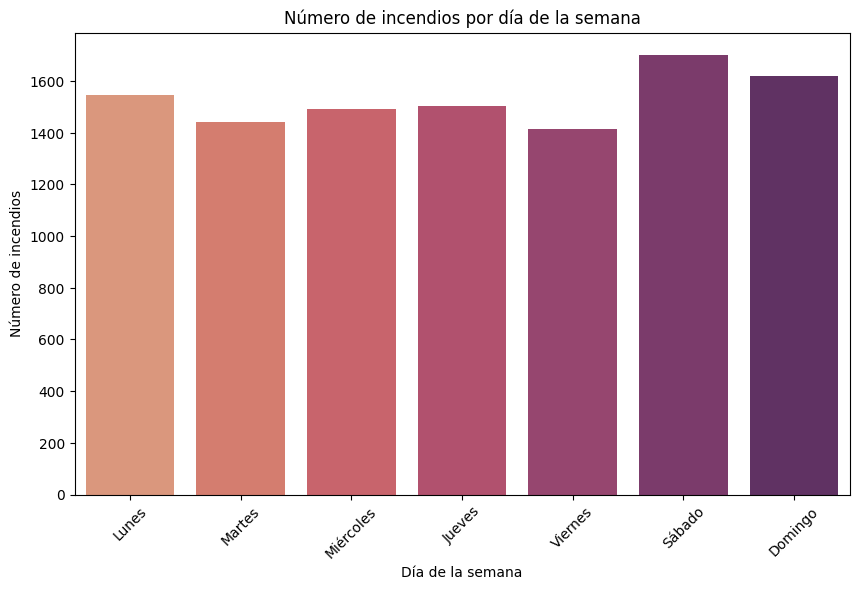 Número de incendios por día de la semana
Número de incendios
1600
1400
1200
1000
800
600
400
200
0
Lunes
Martes
Miércoles
Jueves
Viernes
Sábado
Domingo
Día de la semana